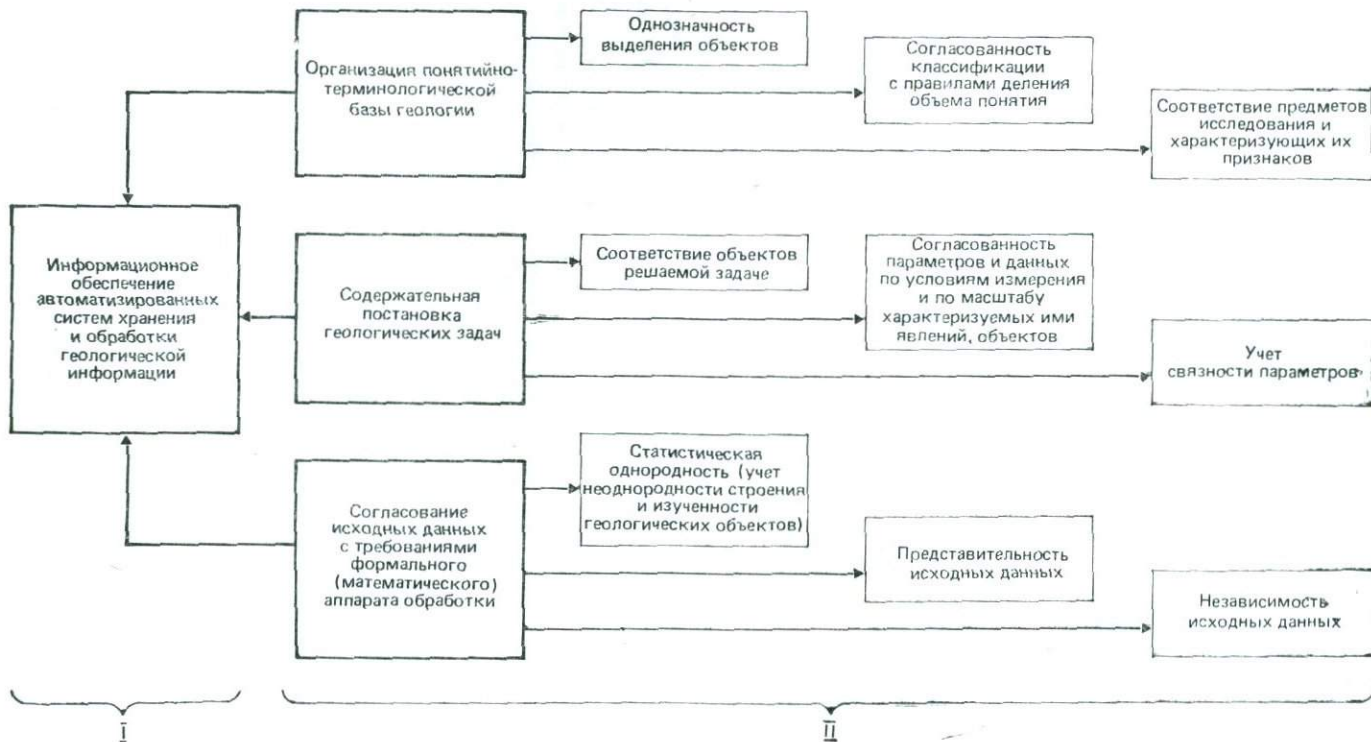 Однозначность
выделения объектов
Организация понятийно-
терминологической
базы геологии
Согласованность
классификации
с правилами деления
объема понятия
Соответствие предметов
исследования и
характеризующих их
признаков
Информационное
обеспечение
автоматизированных
систем хранения
и обработки
геологической
информации
Содержательная
постановка
геологических задач
Соответствие объектов
решаемой задаче
Согласованность
параметров и данных
по условиям измерения
и по масштабу
характеризуемых ими
явлений, объектов
Учет
связности параметров
Согласование
исходных данных
с требованиями
формального
(математического)
аппарата обработки
Статистическая
однородность (учет
неоднородности строения
и изученности
геологических объектов)
Представительность
исходных данных
Независимость
исходных данных
I
II